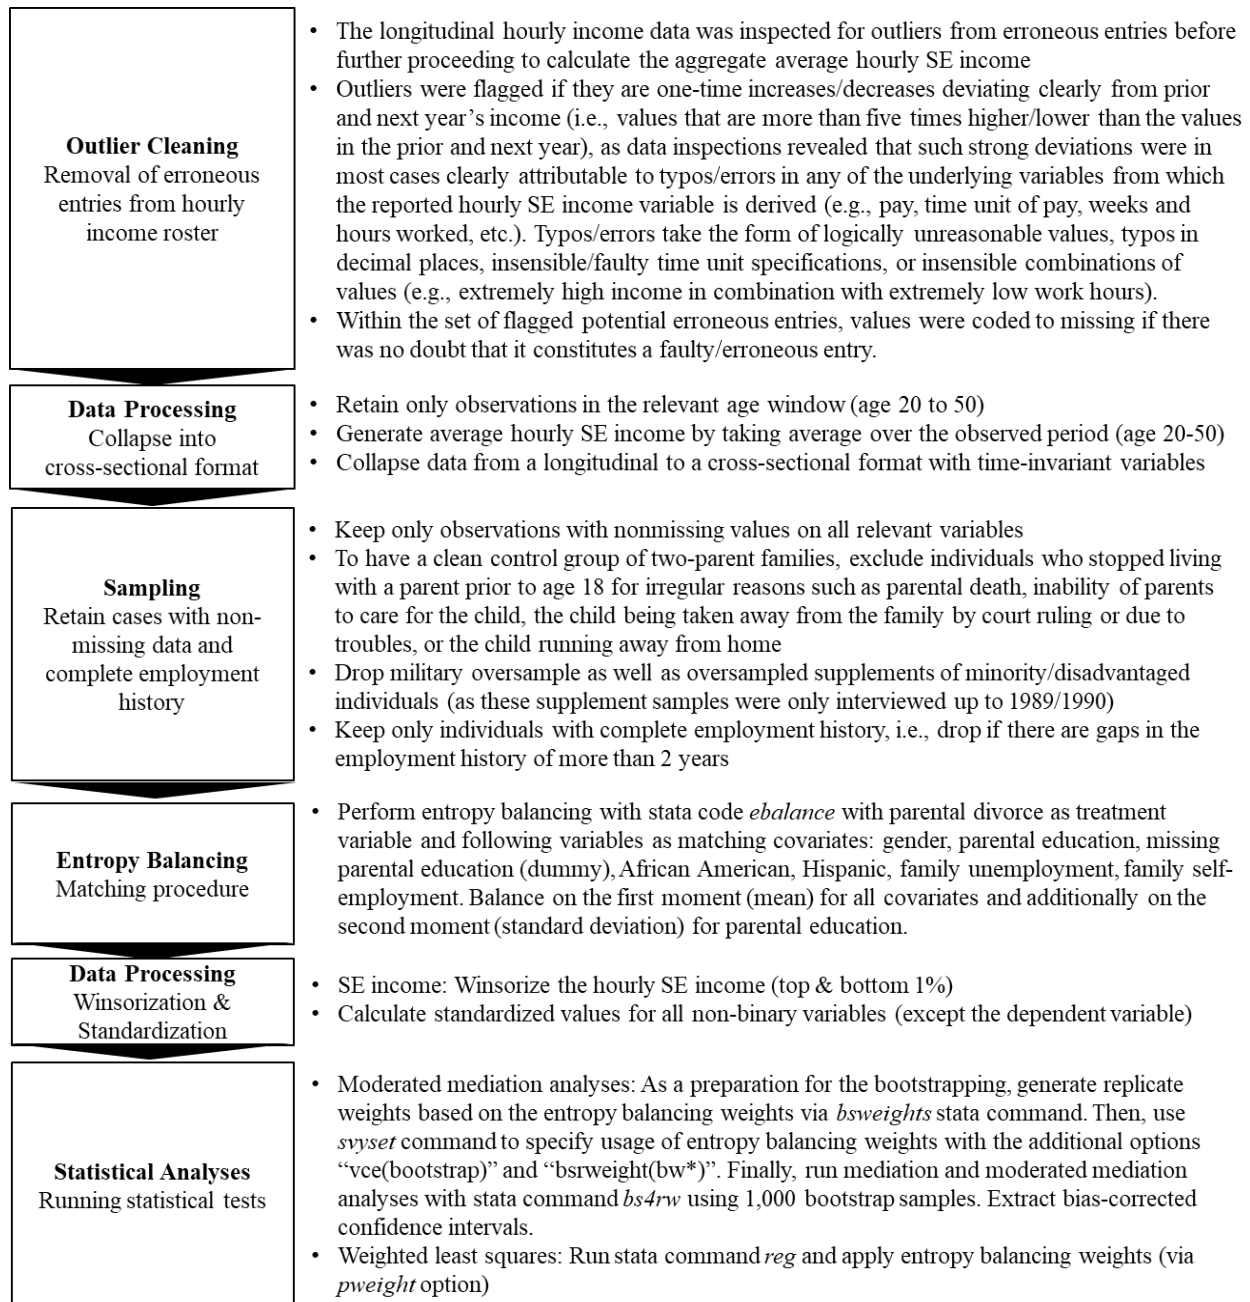 Outlier Cleaning
Removal of erroneous
entries from hourly
income roster
• The longitudinal hourly income data was inspected for outliers from erroneous entries before
further proceeding to calculate the aggregate average hourly SE income
• Outliers were flagged if they are one-time increases/decreases deviating clearly from prior
and next year’s income (i.e., values that are more than five times higher/lower than the values
in the prior and next year), as data inspections revealed that such strong deviations were in
most cases clearly attributable to typos/errors in any of the underlying variables from which
the reported hourly SE income variable is derived (e.g., pay, time unit of pay, weeks and
hours worked, etc.). Typos/errors take the form of logically unreasonable values, typos in
decimal places, insensible/faulty time unit specifications, or insensible combinations of
values (e.g., extremely high income in combination with extremely low work hours).
• Within the set of flagged potential erroneous entries, values were coded to missing if there
was no doubt that it constitutes a faulty/erroneous entry.
Data Processing
Collapse into
cross-sectional format
• Retain only observations in the relevant age window (age 20 to 50)
• Generate average hourly SE income by taking average over the observed period (age 20-50)
• Collapse data from a longitudinal to a cross-sectional format with time-invariant variables
Sampling
Retain cases with non-
missing data and
complete employment
history
• Keep only observations with nonmissing values on all relevant variables
• To have a clean control group of two-parent families, exclude individuals who stopped living
with a parent prior to age 18 for irregular reasons such as parental death, inability of parents
to care for the child, the child being taken away from the family by court ruling or due to
troubles, or the child running away from home
• Drop military oversample as well as oversampled supplements of minority/disadvantaged
individuals (as these supplement samples were only interviewed up to 1989/1990)
• Keep only individuals with complete employment history, i.e., drop if there are gaps in the
employment history of more than 2 years
Entropy Balancing
Matching procedure
• Perform entropy balancing with stata code ebalance with parental divorce as treatment
variable and following variables as matching covariates: gender, parental education, missing
parental education (dummy), African American, Hispanic, family unemployment, family self-
employment. Balance on the first moment (mean) for all covariates and additionally on the
second moment (standard deviation) for parental education.
Data Processing
Winsorization &
Standardization
• SE income: Winsorize the hourly SE income (top & bottom 1%)
• Calculate standardized values for all non-binary variables (except the dependent variable)
Statistical Analyses
Running statistical tests
• Moderated mediation analyses: As a preparation for the bootstrapping, generate replicate
weights based on the entropy balancing weights via bsweights stata command. Then, use
svyset command to specify usage of entropy balancing weights with the additional options
“vce(bootstrap)” and “bsrweight(bw*)”. Finally, run mediation and moderated mediation
analyses with stata command bs4rw using 1,000 bootstrap samples. Extract bias-corrected
confidence intervals.
• Weighted least squares: Run stata command reg and apply entropy balancing weights (via
pweight option)